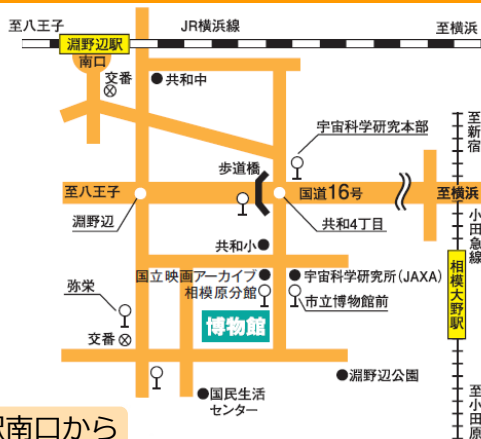 至八王子
JR横浜線
至横浜
淵野辺駅
南口
交番
共和中
至新宿
宇宙科学研究本部
歩道橋
至八王子
国道16号
至横浜
淵野辺
共和4丁目
小田急線
共和小
国立映画アーカイブ
相模原分館
宇宙科学研究所(JAXA)
相模大野駅
弥栄
市立博物館前
博物館
交番
淵野辺公園
国民生活
センター
至小田原
駅南口から